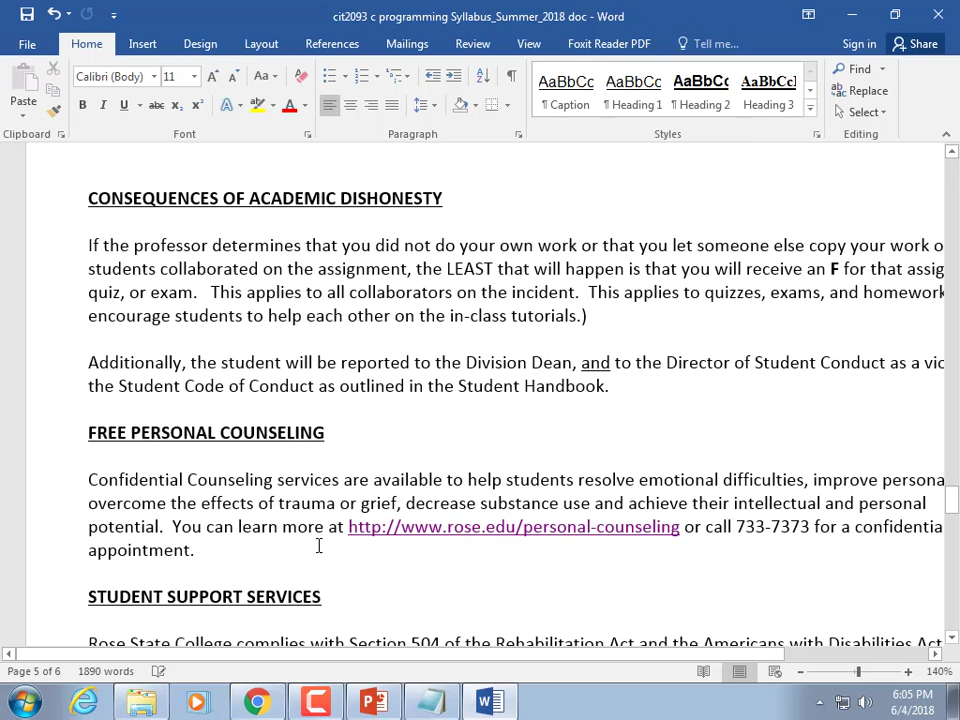 cit2093 c programming Syllabus_Summer_2018 doc - Word
File Home Insert Design Layout References Mailings Review View Foxit Reader PDF Tell me... Sign in Share
Calibri (Body) 11 A A Aa
Paste
B I U abc X₂ X² A A
AaBbCc AaBbCc AaBbCc AaBbC
¶ Caption ¶ Heading 1 ¶ Heading 2 Heading 3
Find
Replace
Select
Clipboard Font Paragraph Styles Editing
CONSEQUENCES OF ACADEMIC DISHONESTY
If the professor determines that you did not do your own work or that you let someone else copy your work o
students collaborated on the assignment, the LEAST that will happen is that you will receive an F for that assig
quiz, or exam. This applies to all collaborators on the incident. This applies to quizzes, exams, and homework
encourage students to help each other on the in-class tutorials.)
Additionally, the student will be reported to the Division Dean, and to the Director of Student Conduct as a vio
the Student Code of Conduct as outlined in the Student Handbook.
FREE PERSONAL COUNSELING
Confidential Counseling services are available to help students resolve emotional difficulties, improve persona
overcome the effects of trauma or grief, decrease substance use and achieve their intellectual and personal
potential. You can learn more at http://www.rose.edu/personal-counseling or call 733-7373 for a confidentia
appointment.
STUDENT SUPPORT SERVICES
Rose State College complies with Section 504 of the Rehabilitation Act and the Americans with Disabilities Act
Page 5 of 6 1890 words 140%
6:05 PM
6/4/2018